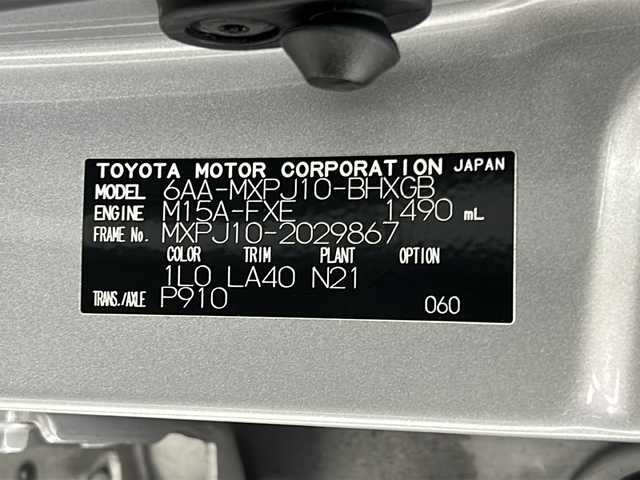 TOYOTA MOTOR CORPORATION JAPAN
MODEL 6AA-MXPJ10-BHXGB
ENGINE M15A-FXE 1490 mL
FRAME No. MXPJ10-2029867
COLOR TRIM PLANT OPTION
1L0 LA40 N21
TRANS./AXLE P910 060